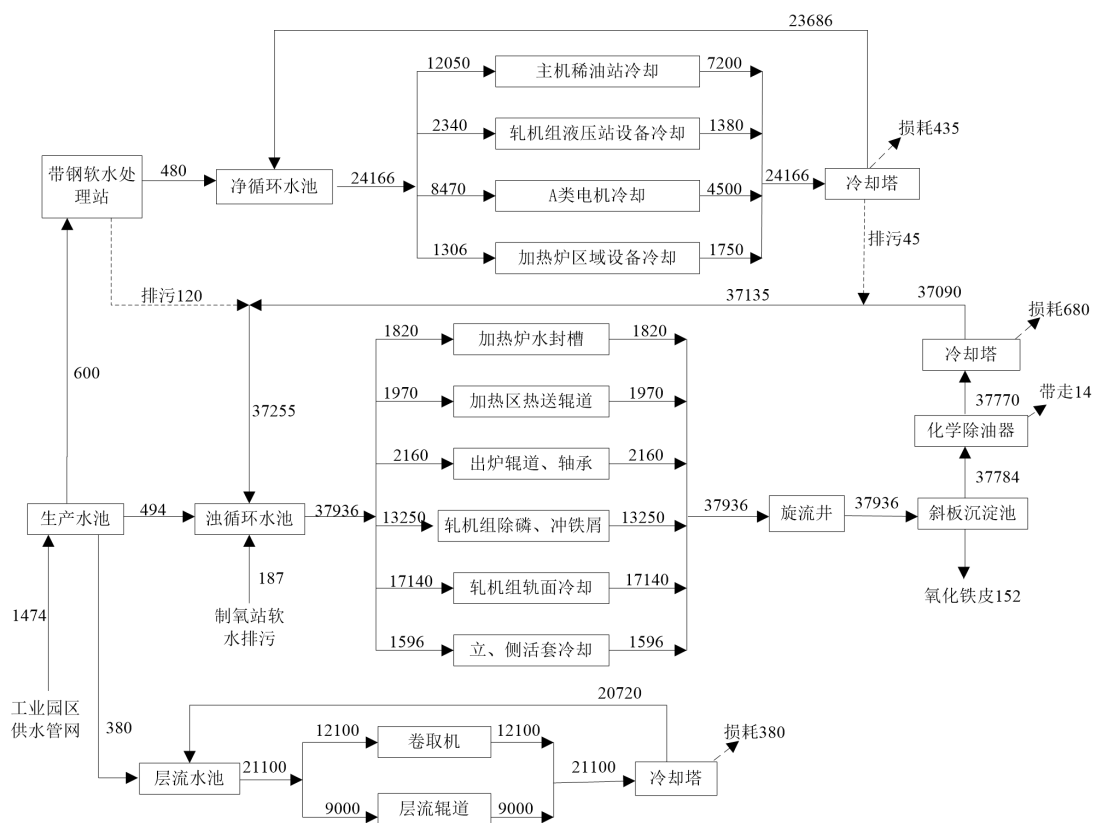 23686
12050
主机稀油站冷却
7200
2340
轧机组液压站设备冷却
1380
损耗435
带钢软水处
理站
480
净循环水池
24166
8470
A类电机冷却
4500
24166
冷却塔
1306
加热炉区域设备冷却
1750
排污45
排污120
37135
37090
损耗680
1820
加热炉水封槽
1820
冷却塔
600
37255
1970
加热区热送辊道
1970
37770
带走14
化学除油器
2160
出炉辊道、轴承
2160
37784
生产水池
494
浊循环水池
37936
13250
轧机组除磷、冲铁屑
13250
37936
旋流井
37936
斜板沉淀池
187
17140
轧机组轨面冷却
17140
氧化铁皮152
1474
制氧站软
水排污
1596
立、侧活套冷却
1596
工业园区
供水管网
380
20720
12100
卷取机
12100
损耗380
层流水池
21100
21100
冷却塔
9000
层流辊道
9000